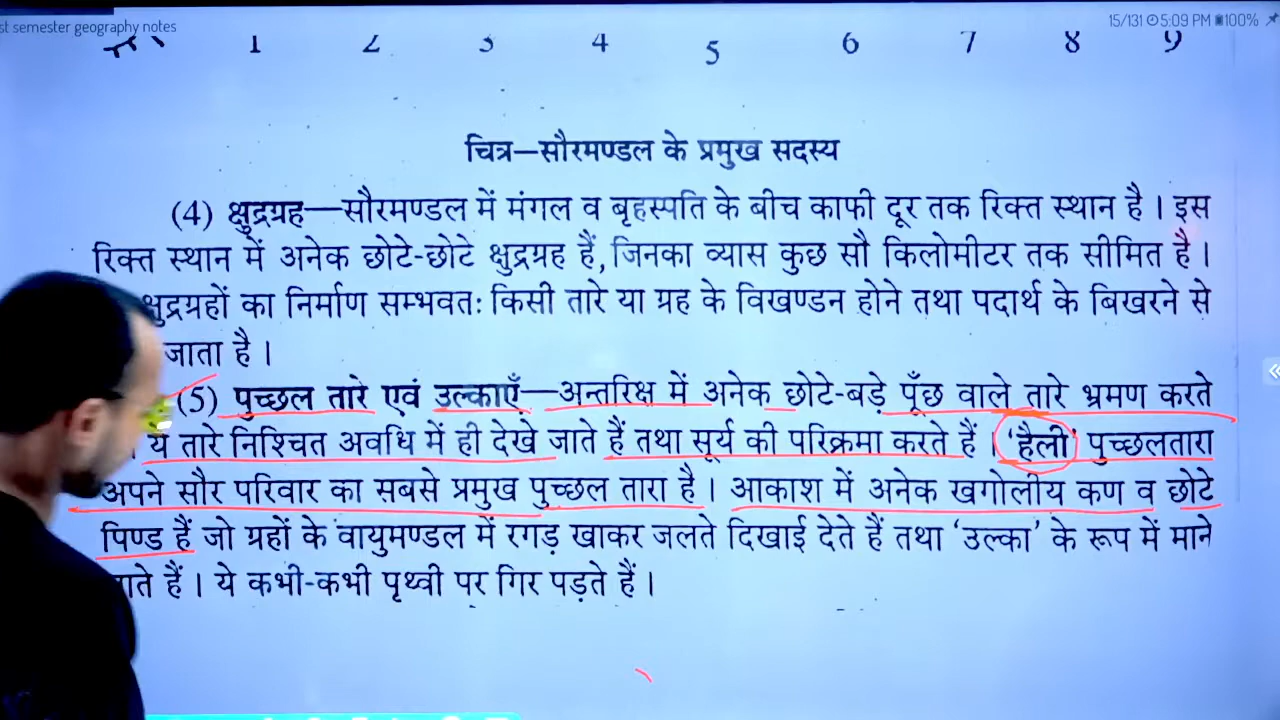 st semester geography notes
15/131 5:09 PM 100%
1 2 3 4 5 6 7 8 9
चित्र—सौरमण्डल के प्रमुख सदस्य
(4) क्षुद्रग्रह—सौरमण्डल में मंगल व बृहस्पति के बीच काफी दूर तक रिक्त स्थान है । इस
रिक्त स्थान में अनेक छोटे-छोटे क्षुद्रग्रह हैं, जिनका व्यास कुछ सौ किलोमीटर तक सीमित है ।
क्षुद्रग्रहों का निर्माण सम्भवतः किसी तारे या ग्रह के विखण्डन होने तथा पदार्थ के बिखरने से
जाता है ।
(5) पुच्छल तारे एवं उल्काएँ—अन्तरिक्ष में अनेक छोटे-बड़े पूँछ वाले तारे भ्रमण करते
ये तारे निश्चित अवधि में ही देखे जाते हैं तथा सूर्य की परिक्रमा करते हैं । 'हैली' पुच्छलतारा
अपने सौर परिवार का सबसे प्रमुख पुच्छल तारा है । आकाश में अनेक खगोलीय कण व छोटे
पिण्ड हैं जो ग्रहों के वायुमण्डल में रगड़ खाकर जलते दिखाई देते हैं तथा 'उल्का' के रूप में माने
जाते हैं । ये कभी-कभी पृथ्वी पर गिर पड़ते हैं ।